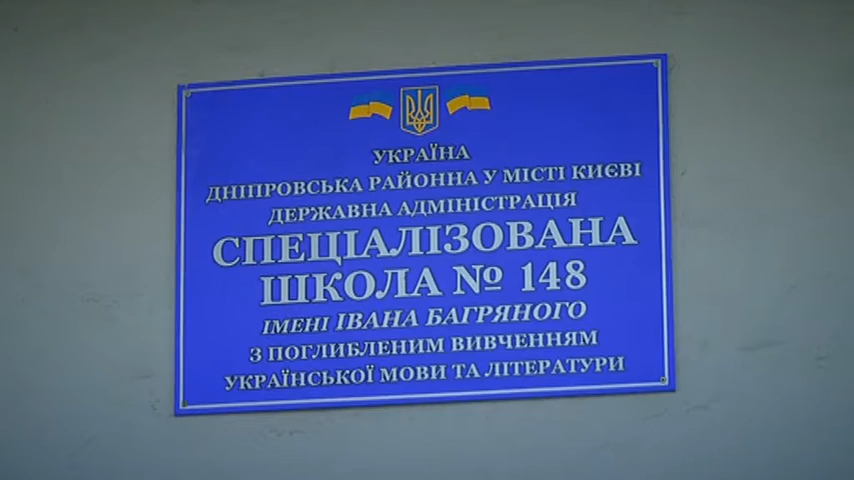 УКРАЇНА
ДНІПРОВСЬКА РАЙОННА У МІСТІ КИЄВІ
ДЕРЖАВНА АДМІНІСТРАЦІЯ
СПЕЦІАЛІЗОВАНА
ШКОЛА № 148
ІМЕНІ ІВАНА БАГРЯНОГО
З ПОГЛИБЛЕНИМ ВИВЧЕННЯМ
УКРАЇНСЬКОЇ МОВИ ТА ЛІТЕРАТУРИ